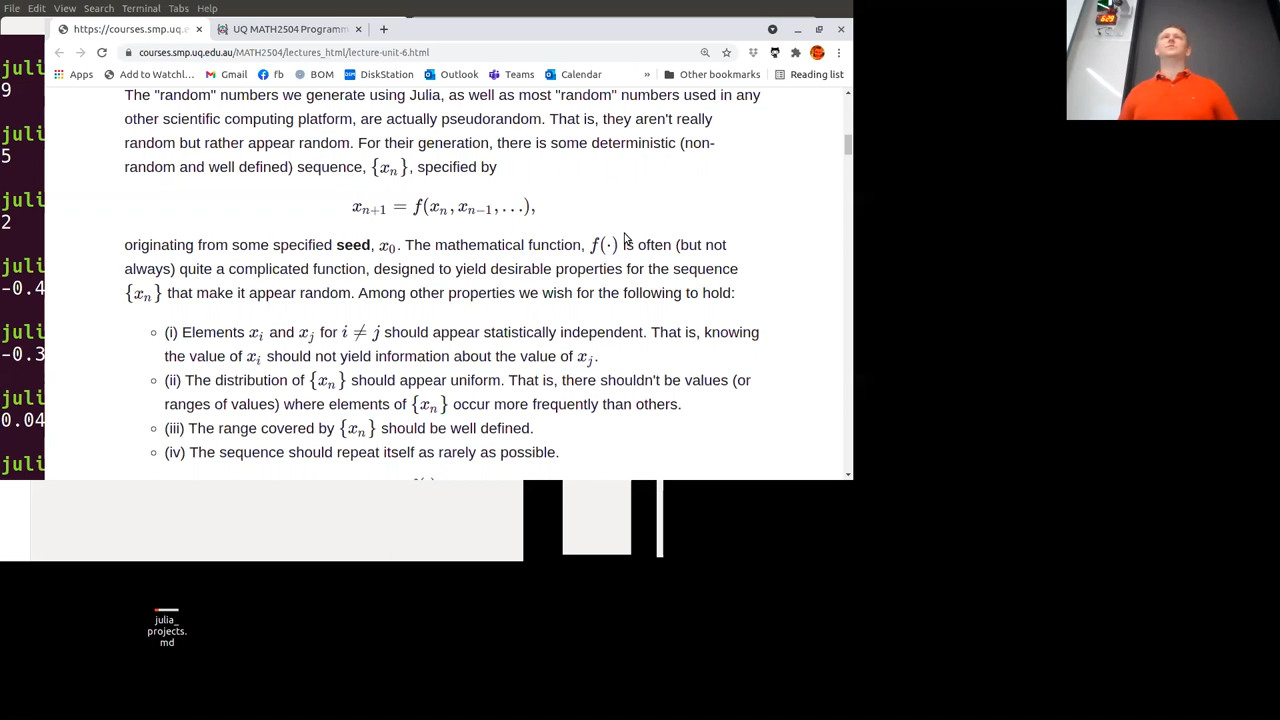 File Edit View Search Terminal Tabs Help
https://courses.smp.uq.e
UQ MATH2504 Programm
courses.smp.uq.edu.au/MATH2504/lectures_html/lecture-unit-6.html
Apps Add to WatchL... Gmail fb BOM DiskStation Outlook Teams Calendar » Other bookmarks Reading list
The "random" numbers we generate using Julia, as well as most "random" numbers used in any
other scientific computing platform, are actually pseudorandom. That is, they aren't really
random but rather appear random. For their generation, there is some deterministic (non-
random and well defined) sequence, {xₙ}, specified by
xₙ₊₁ = f(xₙ, xₙ₋₁, …),
originating from some specified seed, x₀. The mathematical function, f(·) is often (but not
always) quite a complicated function, designed to yield desirable properties for the sequence
{xₙ} that make it appear random. Among other properties we wish for the following to hold:
(i) Elements xᵢ and xⱼ for i ≠ j should appear statistically independent. That is, knowing
the value of xᵢ should not yield information about the value of xⱼ.
(ii) The distribution of {xₙ} should appear uniform. That is, there shouldn't be values (or
ranges of values) where elements of {xₙ} occur more frequently than others.
(iii) The range covered by {xₙ} should be well defined.
(iv) The sequence should repeat itself as rarely as possible.
juli
9
juli
5
juli
2
juli
-0.4
juli
-0.3
juli
0.04
juli
julia_
projects.
md
6:29